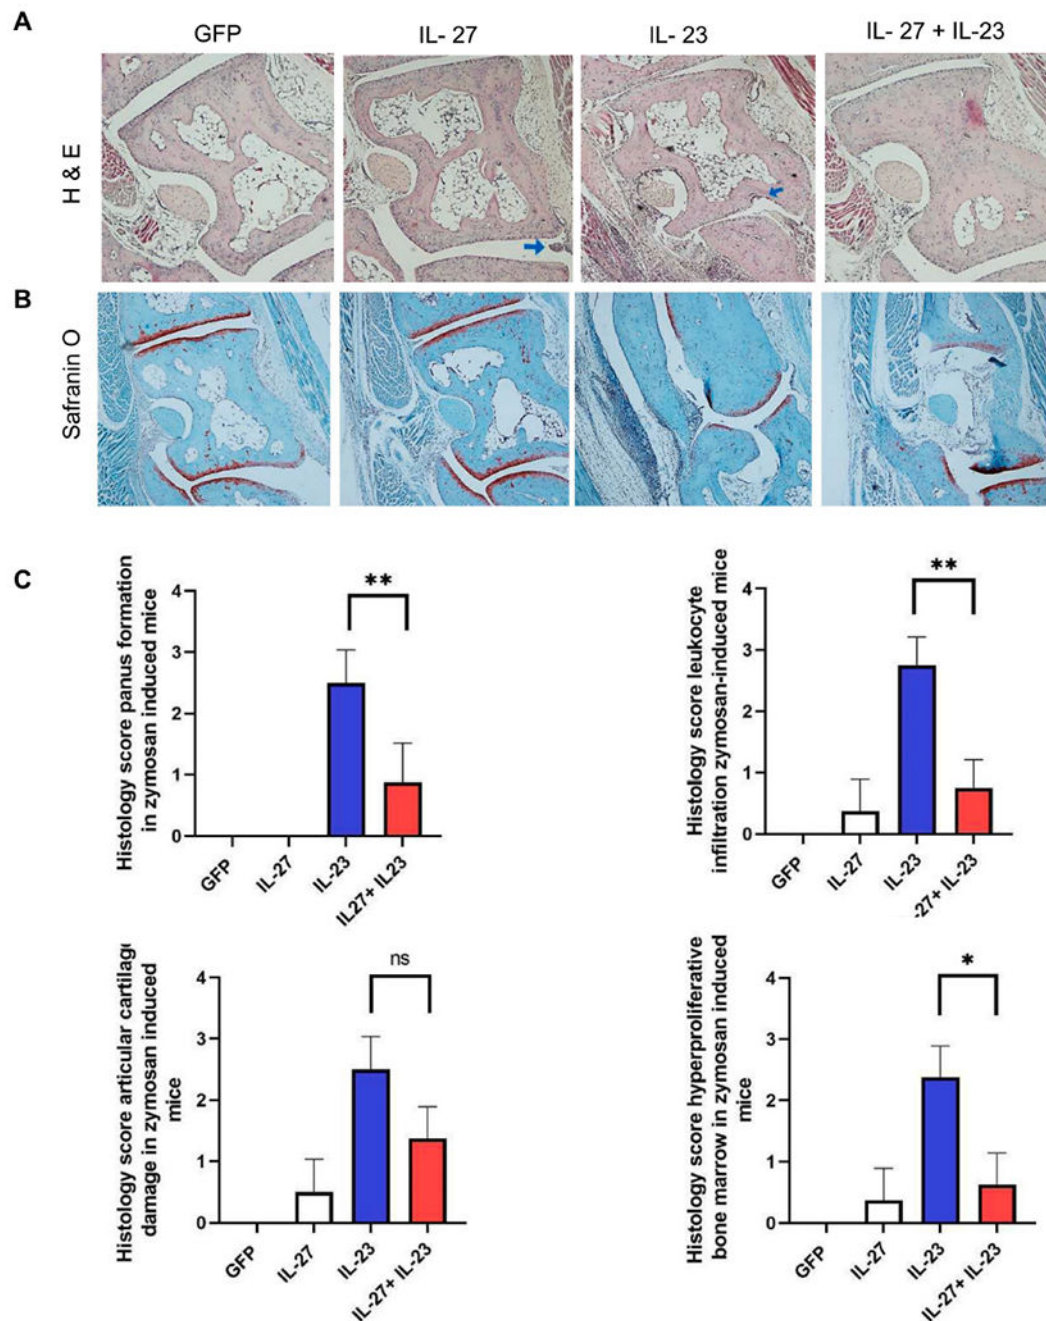 A
GFP
IL- 27
IL- 23
IL- 27 + IL-23
H & E
B
Safranin O
C
Histology score panus formation
in zymosan induced mice
4
3
2
1
0
**
GFP
IL-27
IL-23
IL27+ IL23
Histology score leukocyte
infiltration zymosan-induced mice
4
3
2
1
0
**
GFP
IL-27
IL-23
-27+ IL-23
Histology score articular cartilag
damage in zymosan induced
mice
4
3
2
1
0
ns
GFP
IL-27
IL-23
IL-27+ IL-23
Histology score hyperproliferative
bone marrow in zymosan induced
mice
4
3
2
1
0
*
GFP
IL-27
IL-23
IL-27+ IL-23